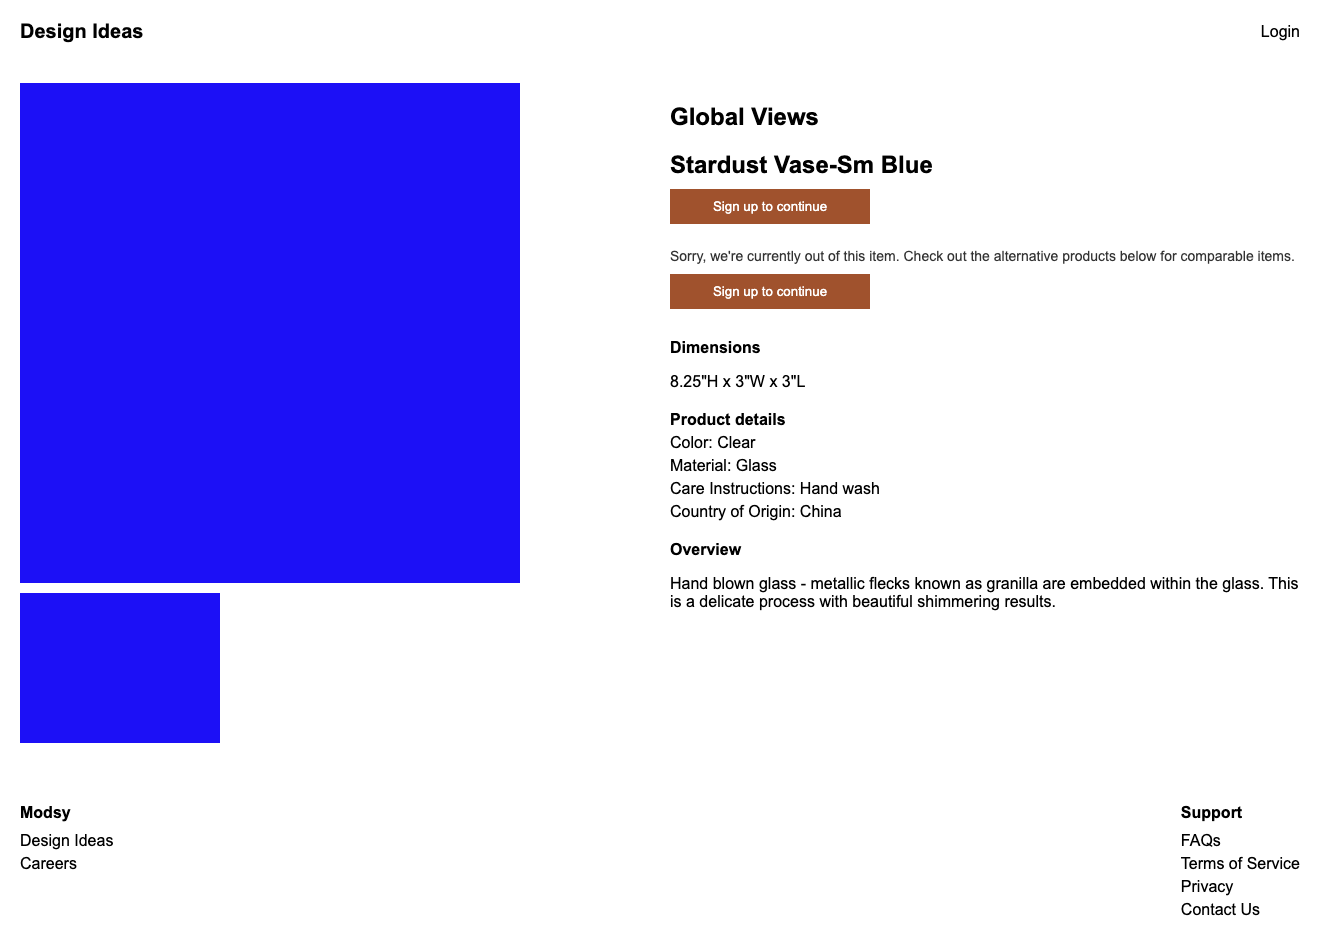 Design Ideas
Login
Global Views
Stardust Vase-Sm Blue
Sign up to continue
Sorry, we're currently out of this item. Check out the alternative products below for comparable items.
Sign up to continue
Dimensions
8.25"H x 3"W x 3"L
Product details
Color: Clear
Material: Glass
Care Instructions: Hand wash
Country of Origin: China
Overview
Hand blown glass - metallic flecks known as granilla are embedded within the glass. This
is a delicate process with beautiful shimmering results.
Modsy
Design Ideas
Careers
Support
FAQs
Terms of Service
Privacy
Contact Us